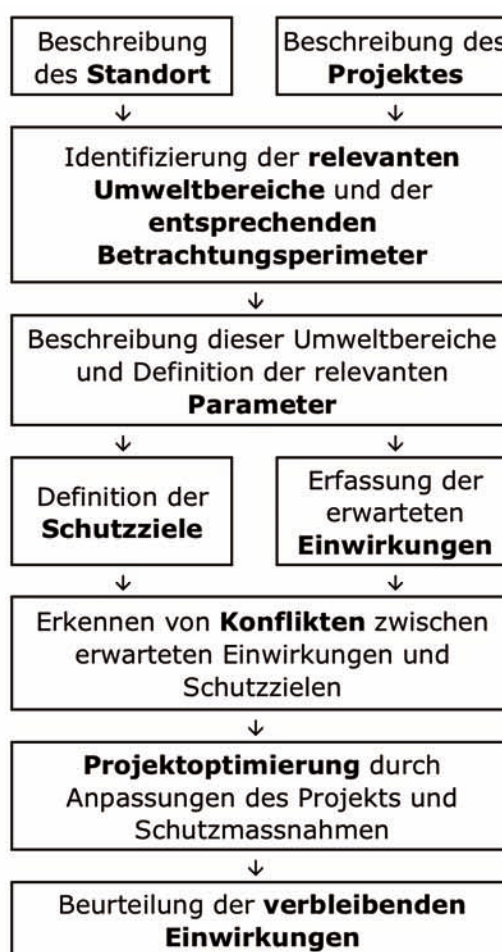 Beschreibung
des Standort
Beschreibung des
Projektes
Identifizierung der relevanten
Umweltbereiche und der
entsprechenden
Betrachtungsperimeter
Beschreibung dieser Umweltbereiche
und Definition der relevanten
Parameter
Definition der
Schutzziele
Erfassung der
erwarteten
Einwirkungen
Erkennen von Konflikten zwischen
erwarteten Einwirkungen und
Schutzzielen
Projektoptimierung durch
Anpassungen des Projekts und
Schutzmassnahmen
Beurteilung der verbleibenden
Einwirkungen